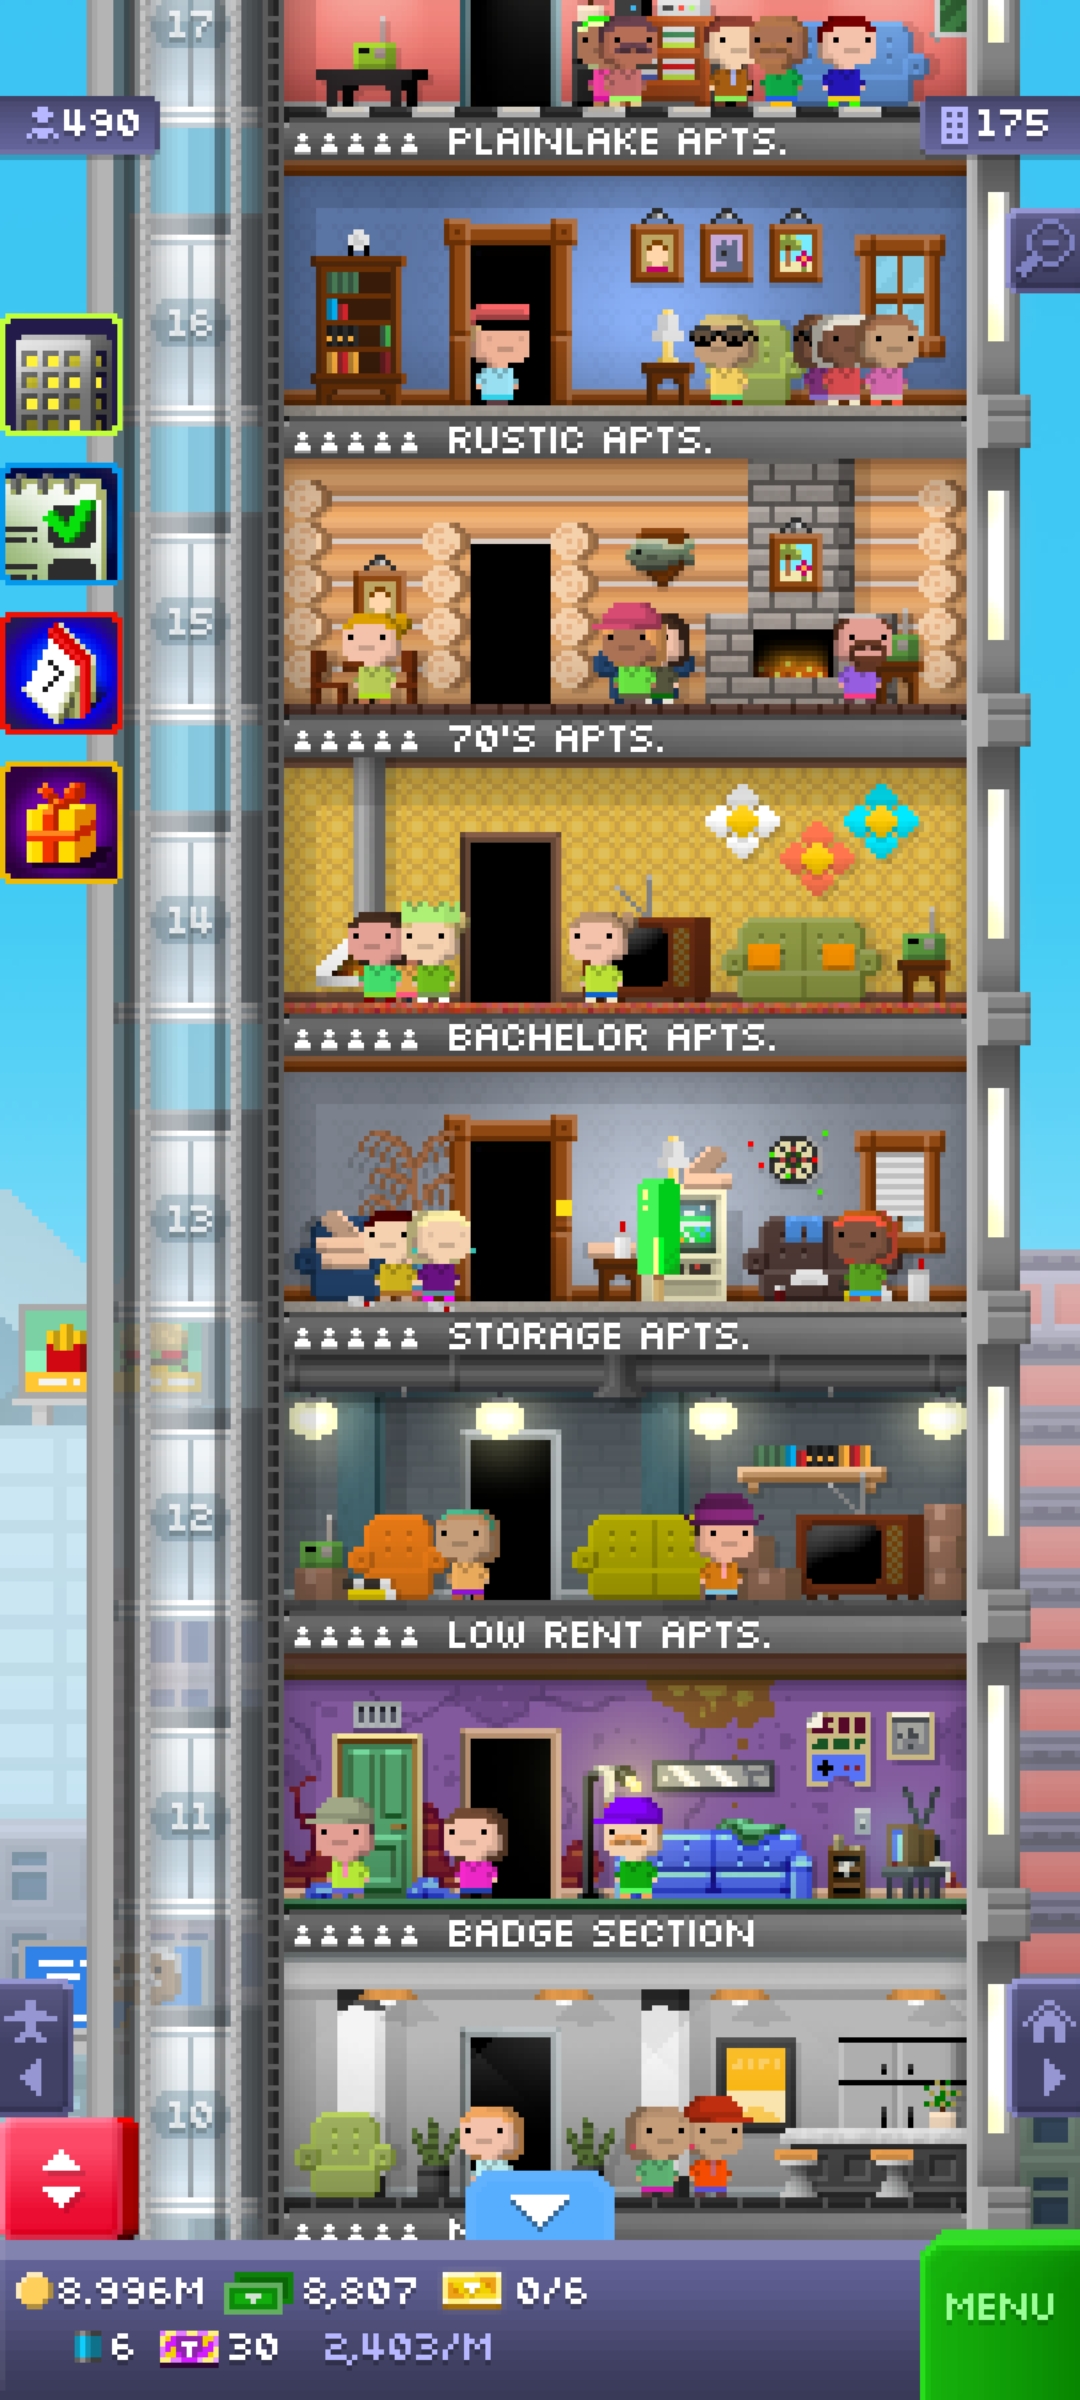 17
490
175
PLAINLAKE APTS.
16
RUSTIC APTS.
15
70'S APTS.
14
BACHELOR APTS.
13
STORAGE APTS.
12
LOW RENT APTS.
11
BADGE SECTION
10
8.996M 8,807 0/6
6 T 30 2,403/M
MENU